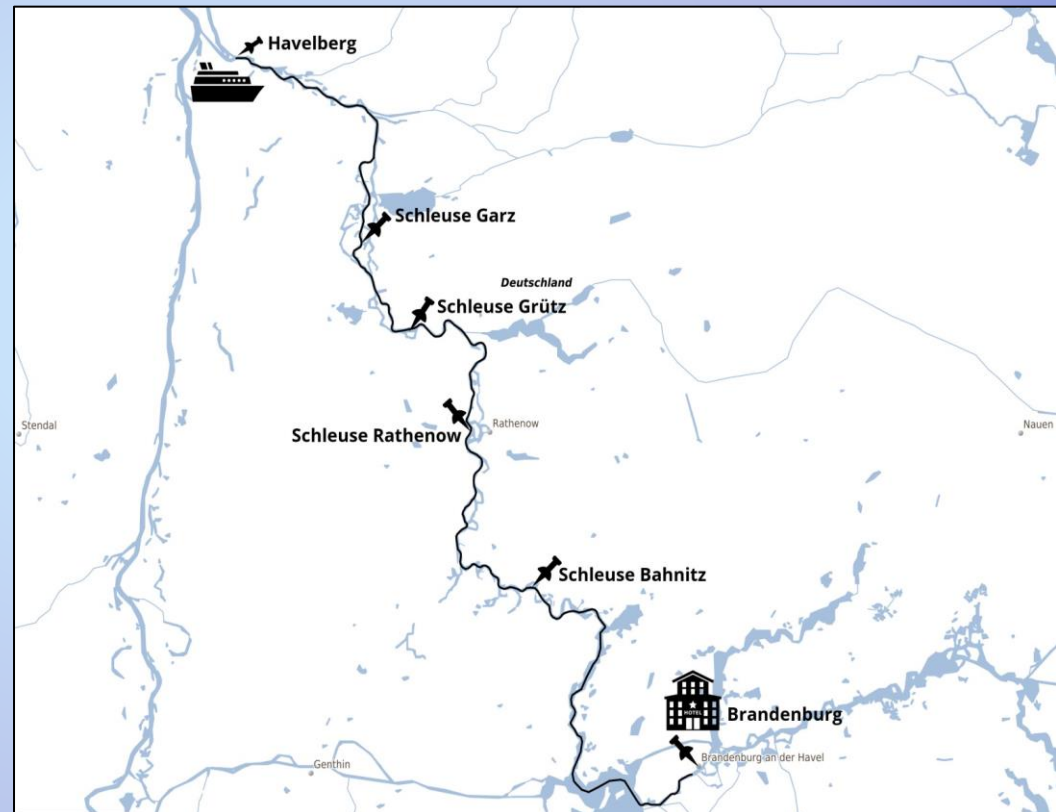 Havelberg
Schleuse Garz
Deutschland
Schleuse Grütz
Stendal
Schleuse Rathenow
Rathenow
Nauen
Schleuse Bahnitz
HOTEL
Brandenburg
Brandenburg an der Havel
Genthin